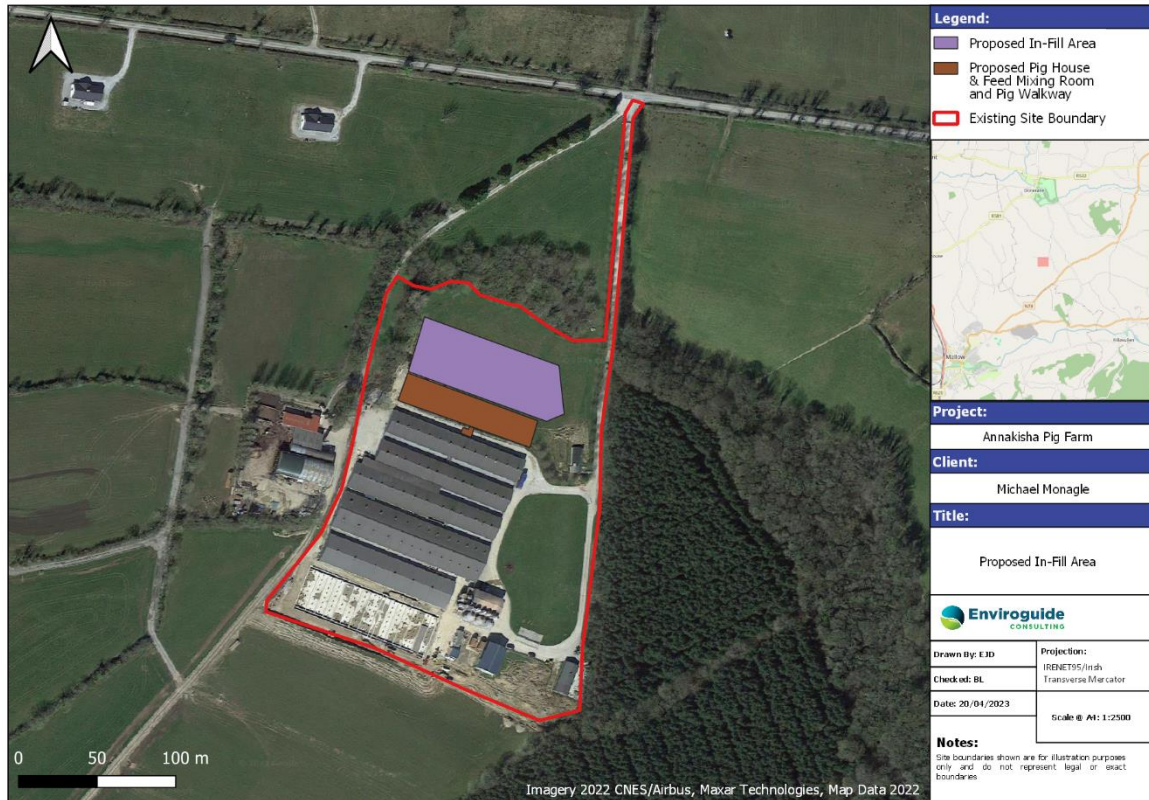 Legend:
Proposed In-Fill Area
Proposed Pig House
& Feed Mixing Room
and Pig Walkway
Existing Site Boundary
Mallow
Project:
Annakisha Pig Farm
Client:
Michael Monagle
Title:
Proposed In-Fill Area
Enviroguide
CONSULTING
Drawn By: EJD
Projection:
IRENET95/Irish
Transverse Mercator
Checked: BL
Date: 20/04/2023
Scale @ A4: 1:2500
Notes:
Site boundaries shown are for illustration purposes
only and do not represent legal or exact
boundaries
0 50 100 m
Imagery 2022 CNES/Airbus, Maxar Technologies, Map Data 2022